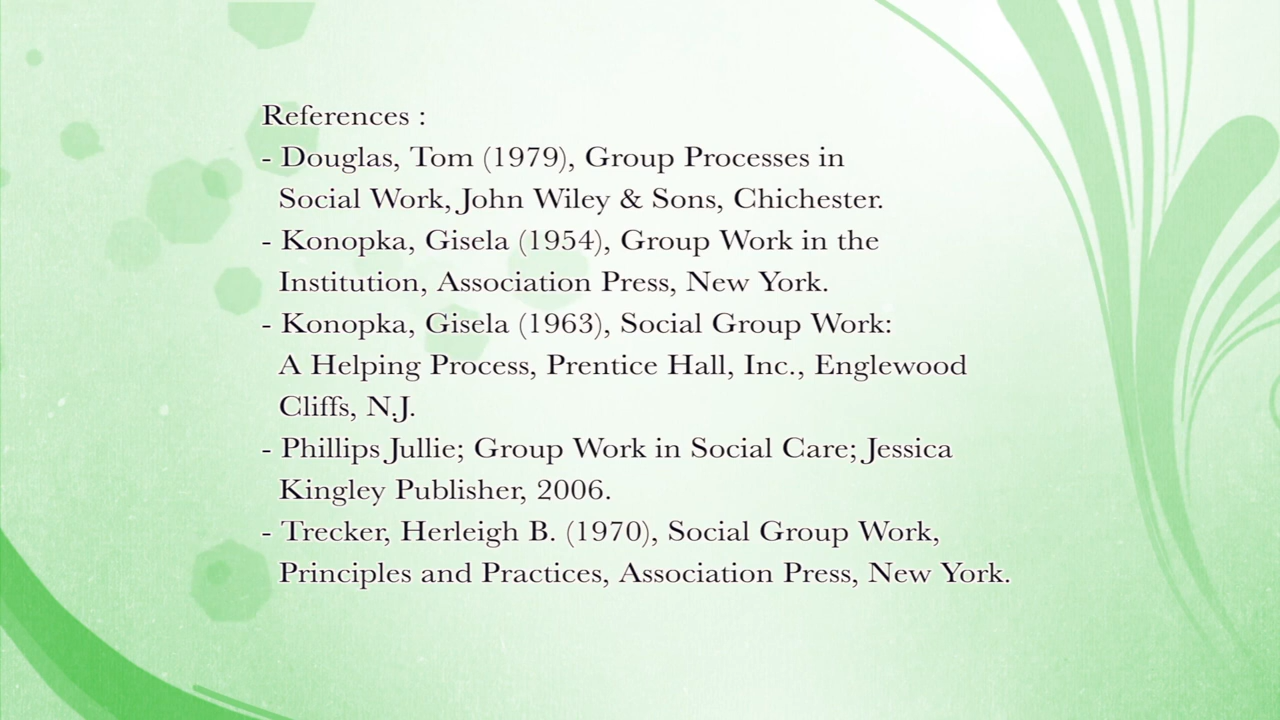 References :
- Douglas, Tom (1979), Group Processes in
Social Work, John Wiley & Sons, Chichester.
- Konopka, Gisela (1954), Group Work in the
Institution, Association Press, New York.
- Konopka, Gisela (1963), Social Group Work:
A Helping Process, Prentice Hall, Inc., Englewood
Cliffs, N.J.
- Phillips Jullie; Group Work in Social Care; Jessica
Kingley Publisher, 2006.
- Trecker, Herleigh B. (1970), Social Group Work,
Principles and Practices, Association Press, New York.